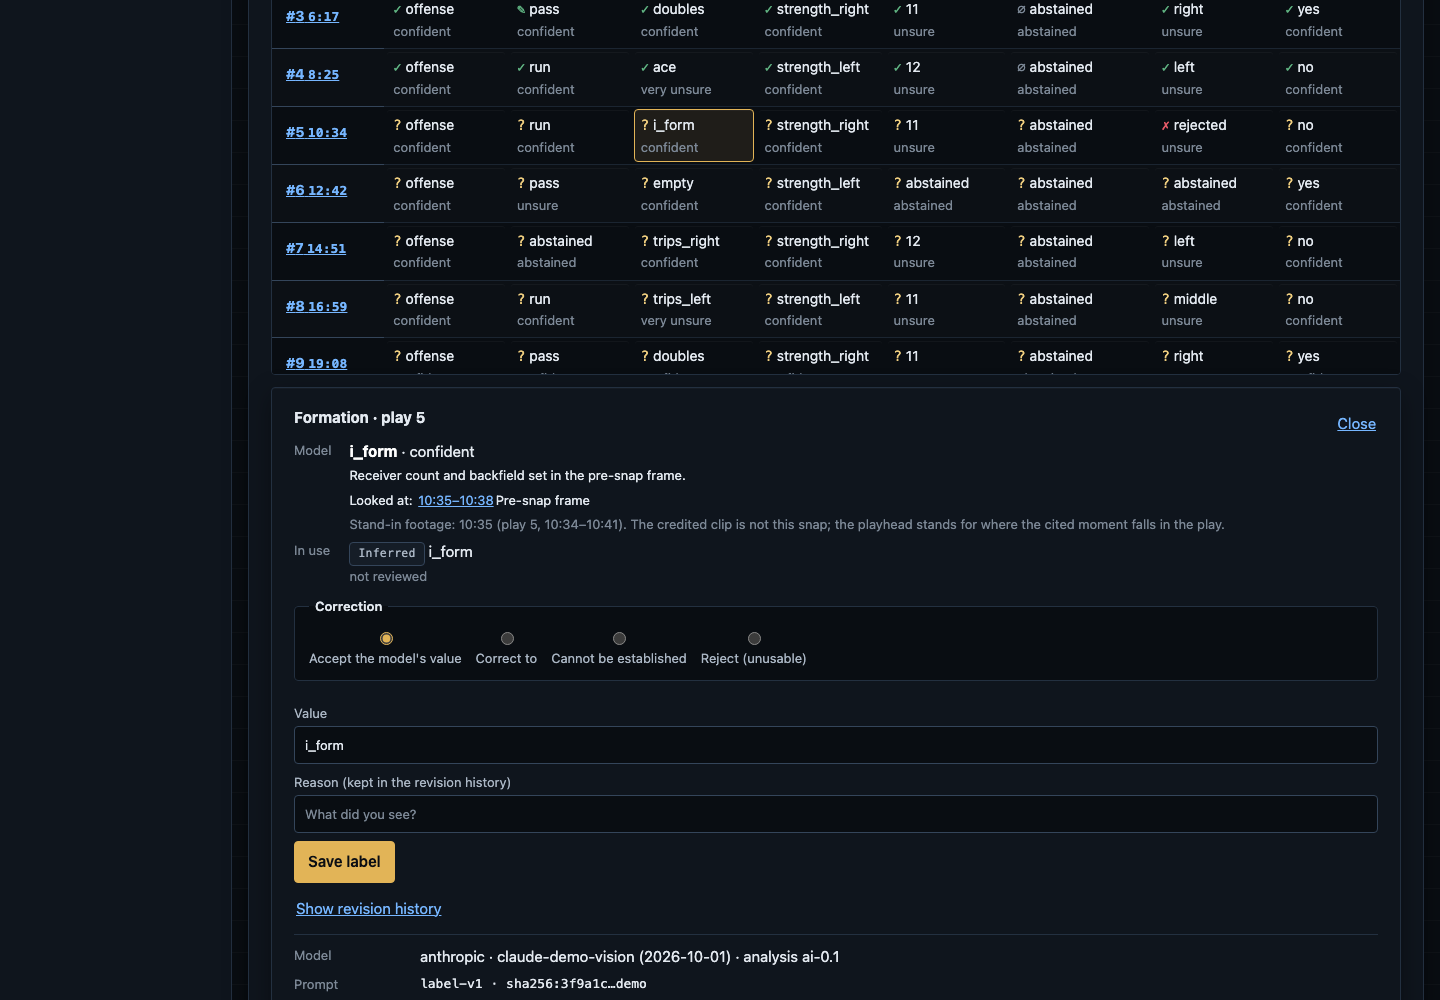 #3 6:17 ✓ offense ✎ pass ✓ doubles ✓ strength_right ✓ 11 ∅ abstained ✓ right ✓ yes
confident confident confident confident unsure abstained unsure confident
#4 8:25 ✓ offense ✓ run ✓ ace ✓ strength_left ✓ 12 ∅ abstained ✓ left ✓ no
confident confident very unsure confident unsure abstained unsure confident
#5 10:34 ? offense ? run ? i_form ? strength_right ? 11 ? abstained ✗ rejected ? no
confident confident confident confident unsure abstained unsure confident
#6 12:42 ? offense ? pass ? empty ? strength_left ? abstained ? abstained ? abstained ? yes
confident unsure confident confident abstained abstained abstained confident
#7 14:51 ? offense ? abstained ? trips_right ? strength_right ? 12 ? abstained ? left ? no
confident abstained confident confident unsure abstained unsure confident
#8 16:59 ? offense ? run ? trips_left ? strength_left ? 11 ? abstained ? middle ? no
confident confident very unsure confident unsure abstained unsure confident
#9 19:08 ? offense ? pass ? doubles ? strength_right ? 11 ? abstained ? right ? yes
Formation · play 5
Close
Model i_form · confident
Receiver count and backfield set in the pre-snap frame.
Looked at: 10:35–10:38 Pre-snap frame
Stand-in footage: 10:35 (play 5, 10:34–10:41). The credited clip is not this snap; the playhead stands for where the cited moment falls in the play.
In use Inferred i_form
not reviewed
Correction
Accept the model's value Correct to Cannot be established Reject (unusable)
Value
i_form
Reason (kept in the revision history)
What did you see?
Save label
Show revision history
Model anthropic · claude-demo-vision (2026-10-01) · analysis ai-0.1
Prompt label-v1 · sha256:3f9a1c…demo